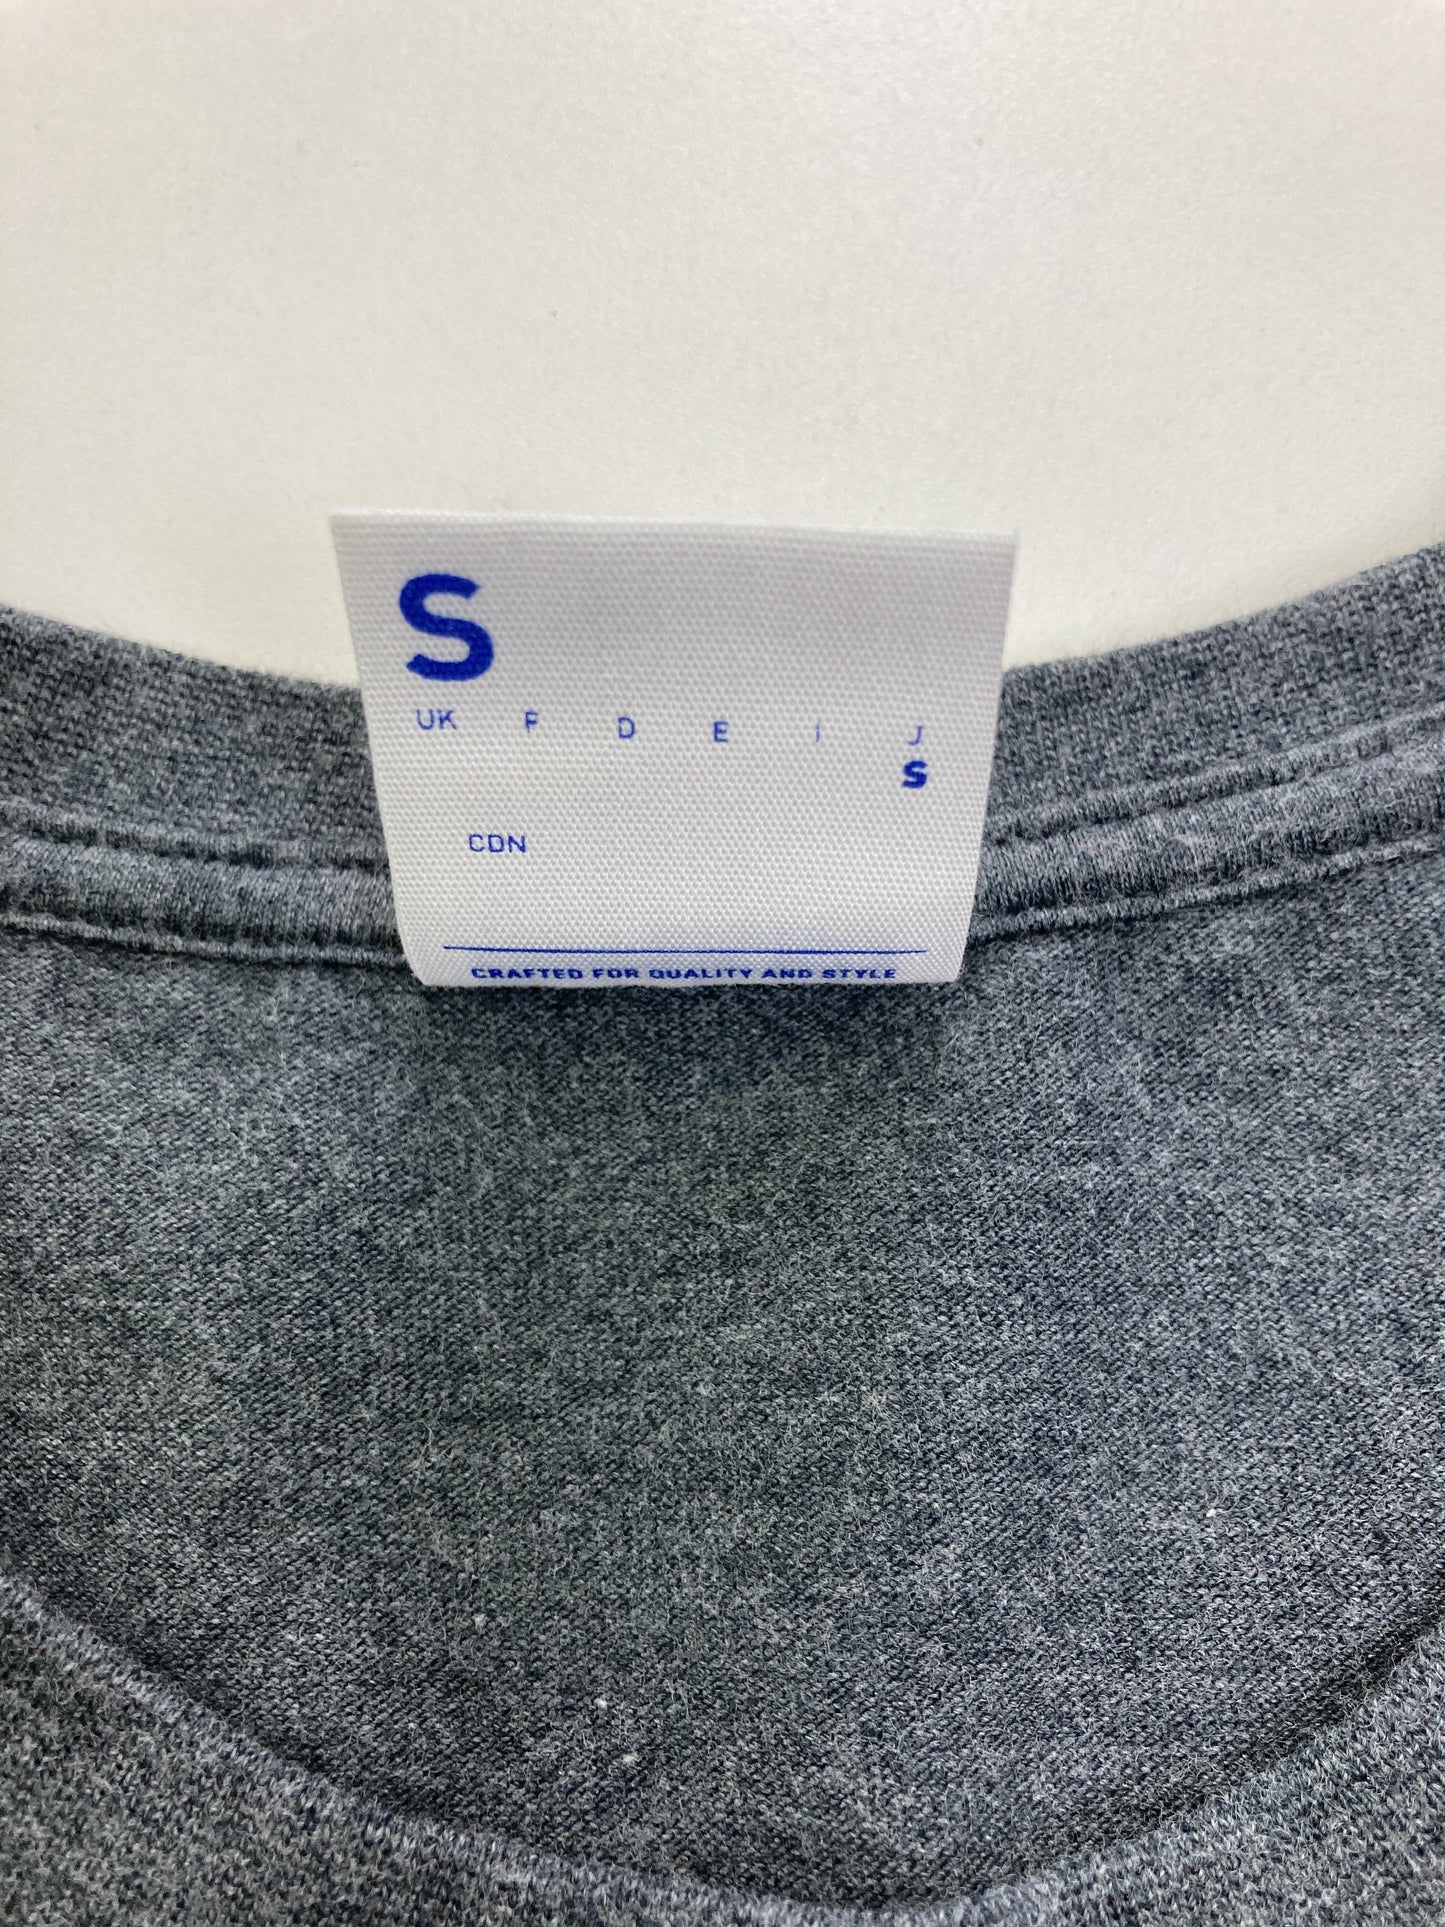 S
UK F D E I J
S
CDN
CRAFTED FOR QUALITY AND STYLE